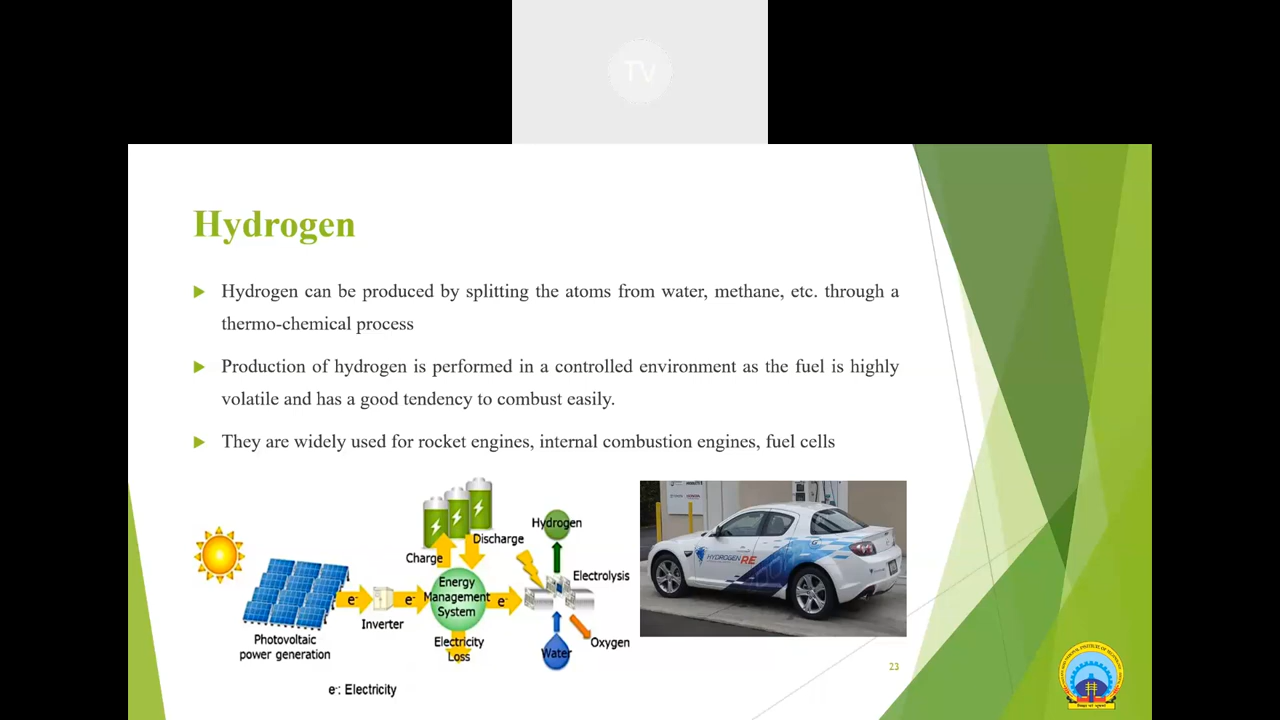 TV
Hydrogen
Hydrogen can be produced by splitting the atoms from water, methane, etc. through a
thermo-chemical process
Production of hydrogen is performed in a controlled environment as the fuel is highly
volatile and has a good tendency to combust easily.
They are widely used for rocket engines, internal combustion engines, fuel cells
Hydrogen
Discharge
Charge
Electrolysis
Energy
Management
System
e-
e-
e-
Inverter
Photovoltaic
power generation
Electricity
Loss
Water
Oxygen
e-: Electricity
HYDROGEN RE
23